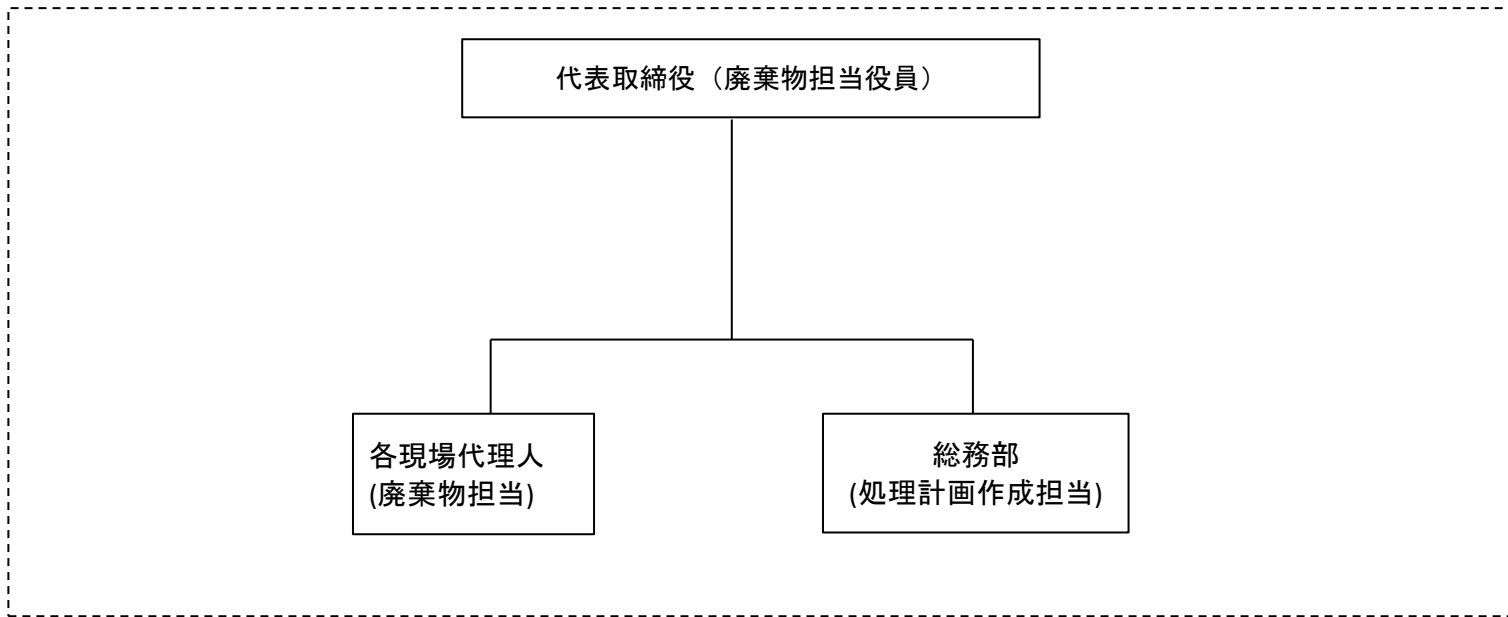 代表取締役（廃棄物担当役員）
各現場代理人
(廃棄物担当)
総務部
(処理計画作成担当)